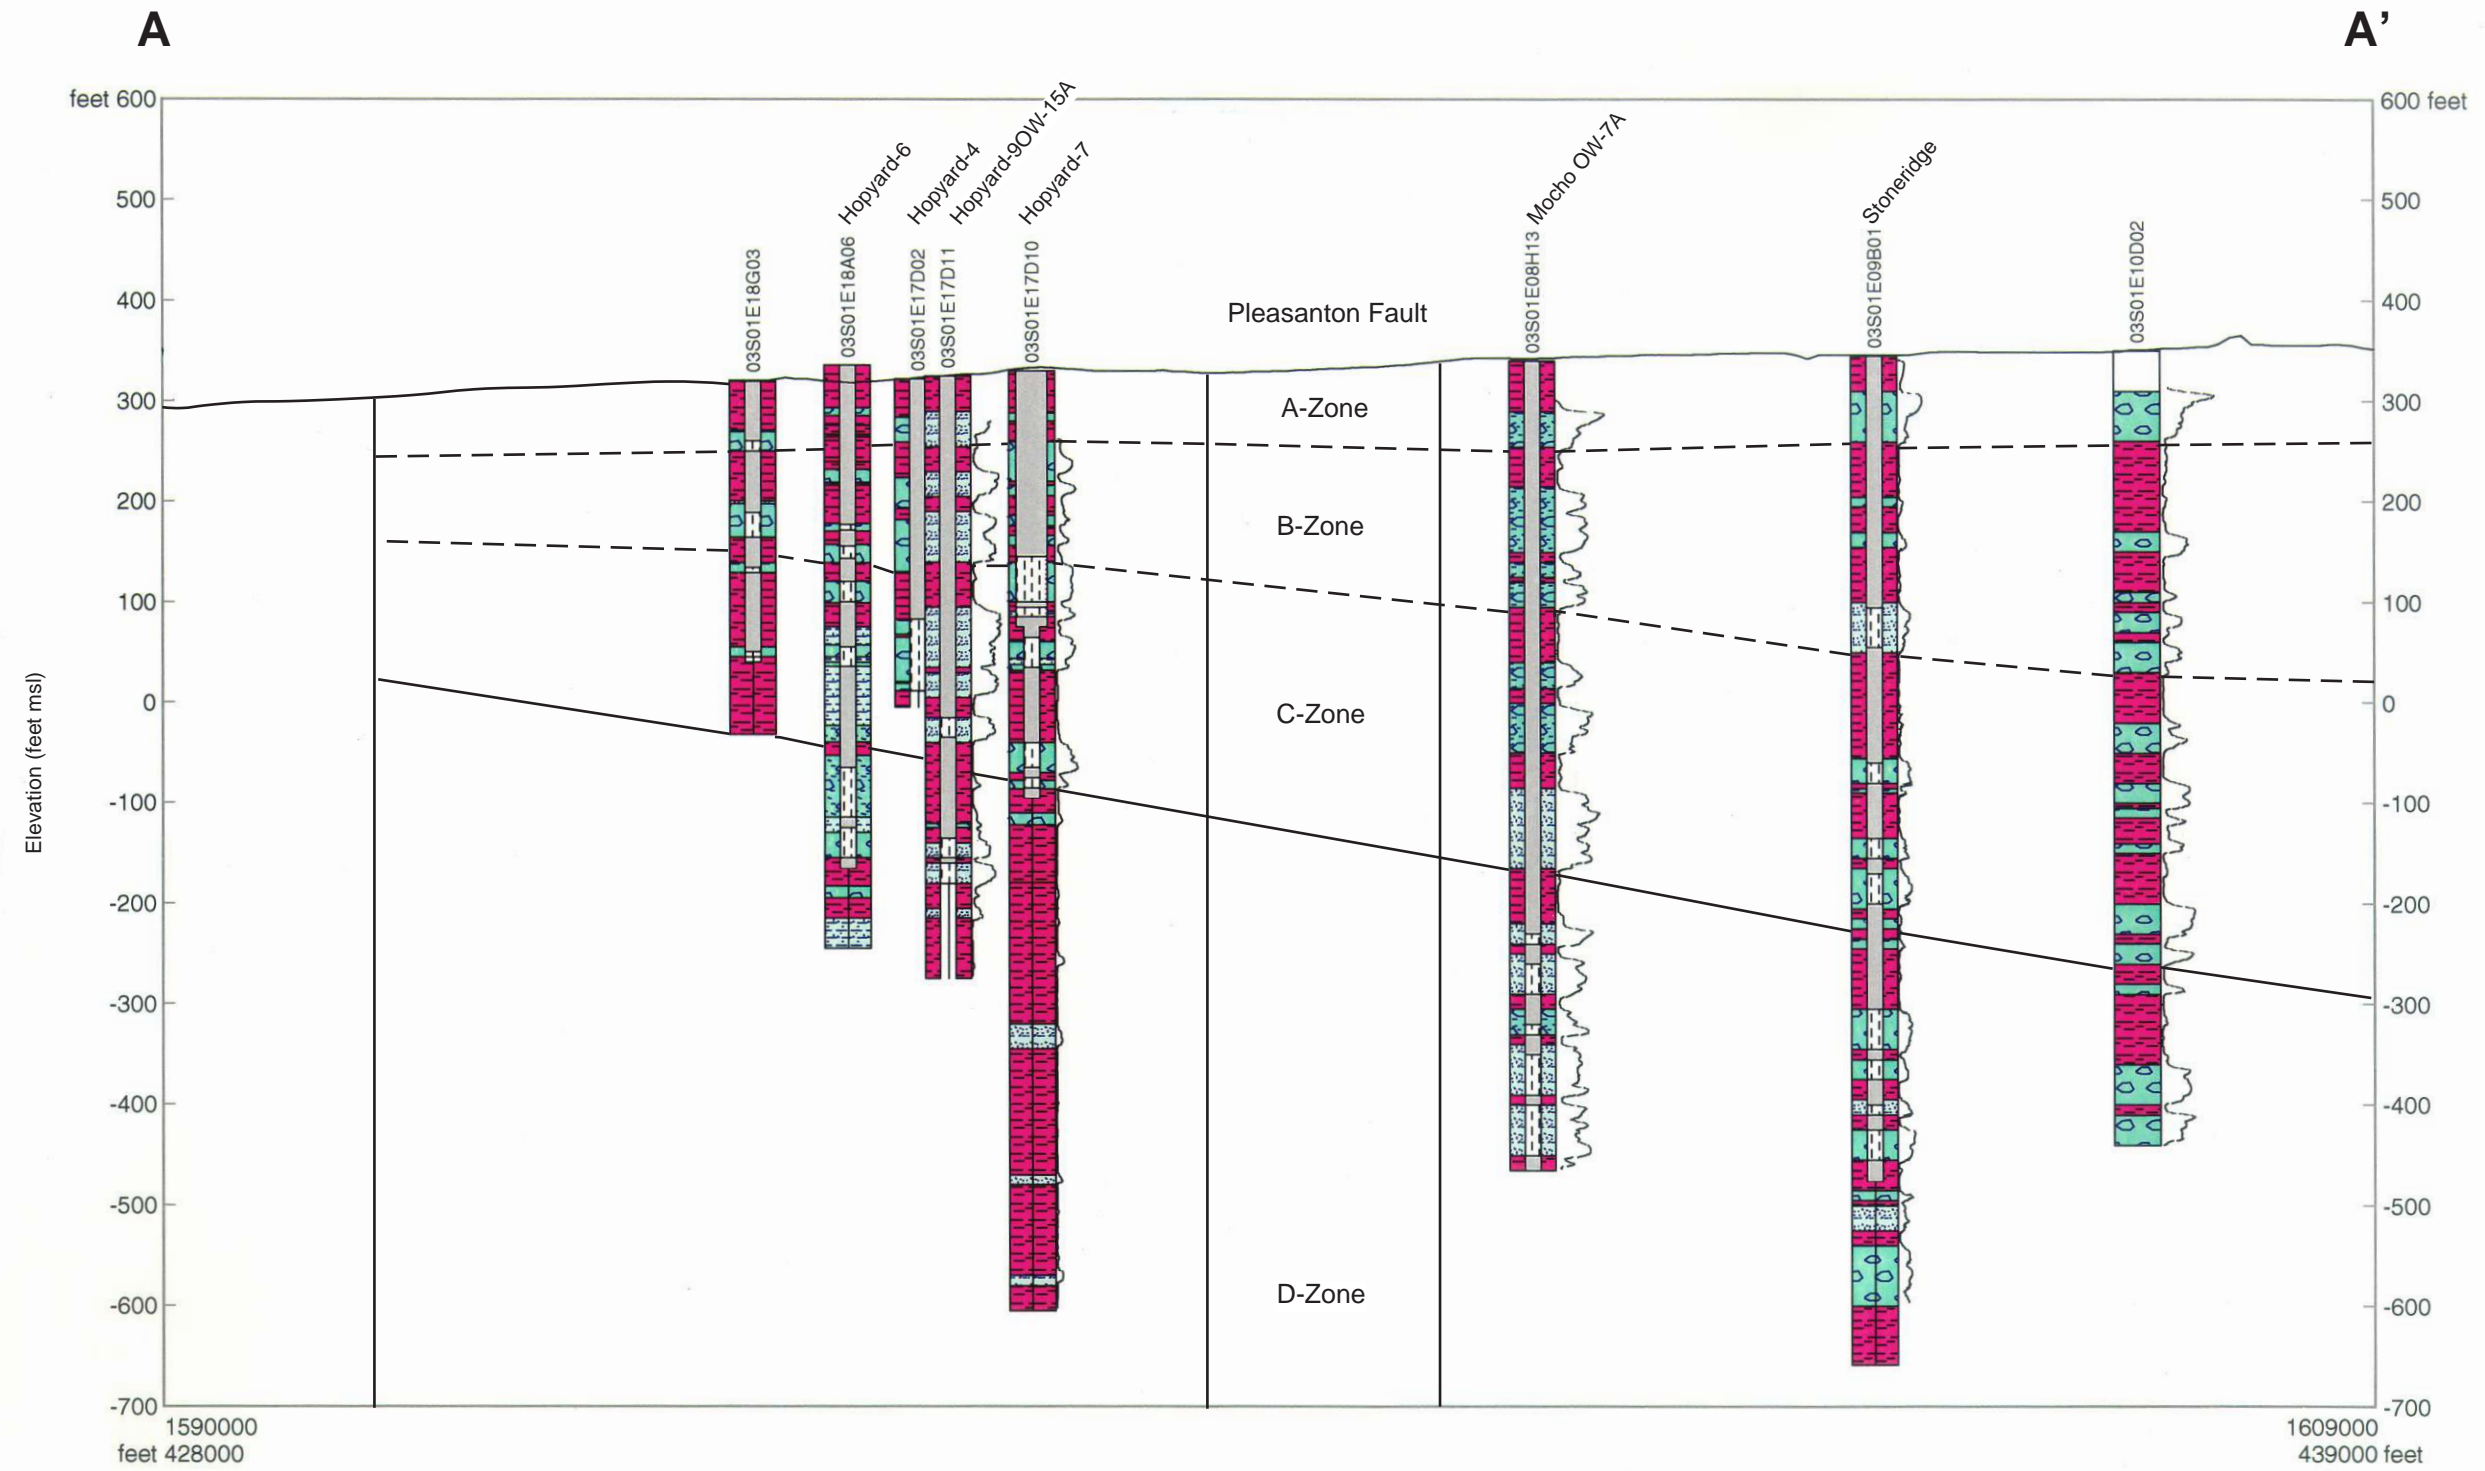 A A’
feet 600 600 feet
500 500
400 400
300 300
200 200
100 100
0 0
-100 -100
-200 -200
-300 -300
-400 -400
-500 -500
-600 -600
-700 -700
Elevation (feet msl)
Hopyard-6
Hopyard-4
Hopyard-9OW-15A
Hopyard-7
Mocho OW-7A
Stoneridge
03S01E18G03
03S01E18A06
03S01E17D02
03S01E17D11
03S01E17D10
03S01E08H13
03S01E09B01
03S01E10D02
Pleasanton Fault
A-Zone
B-Zone
C-Zone
D-Zone
1590000 1609000
feet 428000 439000 feet